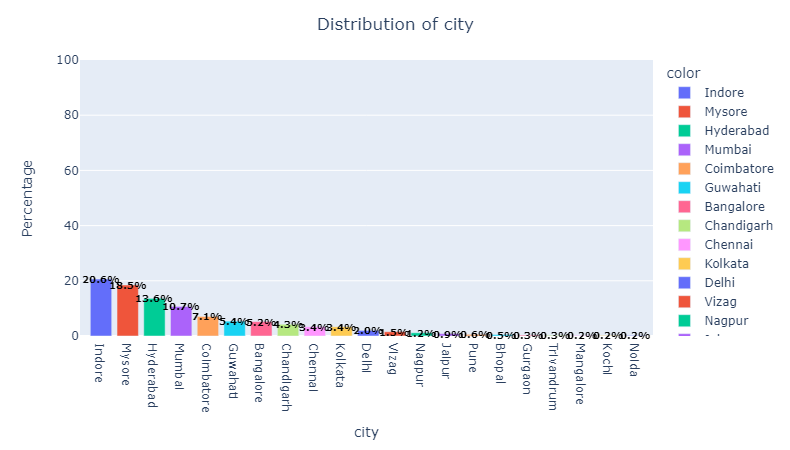 Distribution of city
Percentage
100
80
60
40
20
0
20.6%
18.5%
13.6%
10.7%
7.1%
5.4%
5.2%
4.3%
3.4%
3.4%
2.0%
1.5%
1.2%
0.9%
0.6%
0.5%
0.3%
0.3%
0.2%
0.2%
0.2%
Indore
Mysore
Hyderabad
Mumbai
Coimbatore
Guwahati
Bangalore
Chandigarh
Chennai
Kolkata
Delhi
Vizag
Nagpur
Jaipur
Pune
Bhopal
Gurgaon
Trivandrum
Mangalore
Kochi
Noida
city
color
Indore
Mysore
Hyderabad
Mumbai
Coimbatore
Guwahati
Bangalore
Chandigarh
Chennai
Kolkata
Delhi
Vizag
Nagpur